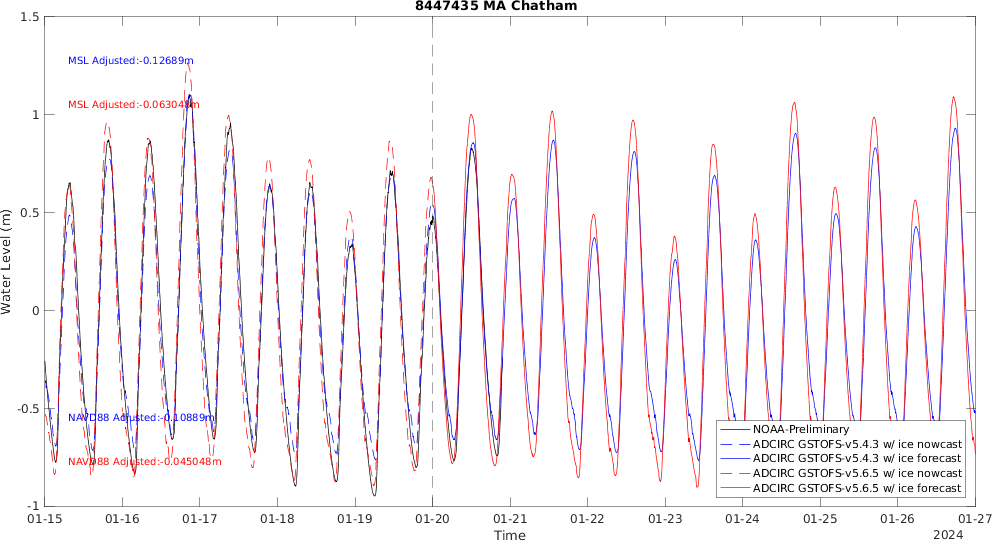 8447435 MA Chatham
1.5
1
0.5
0
-0.5
-1
Water Level (m)
MSL Adjusted:-0.12689m
MSL Adjusted:-0.063048m
NAVD88 Adjusted:-0.10889m
NAVD88 Adjusted:-0.045048m
NOAA-Preliminary
ADCIRC GSTOFS-v5.4.3 w/ ice nowcast
ADCIRC GSTOFS-v5.4.3 w/ ice forecast
ADCIRC GSTOFS-v5.6.5 w/ ice nowcast
ADCIRC GSTOFS-v5.6.5 w/ ice forecast
01-15 01-16 01-17 01-18 01-19 01-20 01-21 01-22 01-23 01-24 01-25 01-26 01-27
Time
2024